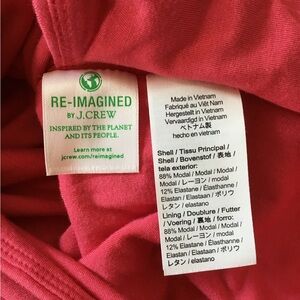 RE-IMAGINED
BY J.CREW
INSPIRED BY THE PLANET
AND ITS PEOPLE.
Learn more at
jcrew.com/reimagined
Made in Vietnam
Fabriqué au Viêt Nam
Hergestellt in Vietnam
Vervaardigd in Vietnam
ベトナム製
hecho en vietnam
Shell / Tissu Principal /
Shell / Bovenstof / 表地 /
tela exterior:
88% Modal / Modal / Modal
/ Modal / レーヨン / modal
12% Elastane / Élasthanne /
Elastan / Elastaan / ポリウ
レタン / elastano
Lining / Doublure / Futter
/ Voering / 裏地 / forro:
88% Modal / Modal / Modal
/ Modal / レーヨン / modal
12% Elastane / Élasthanne /
Elastan / Elastaan / ポリウ
レタン / elastano